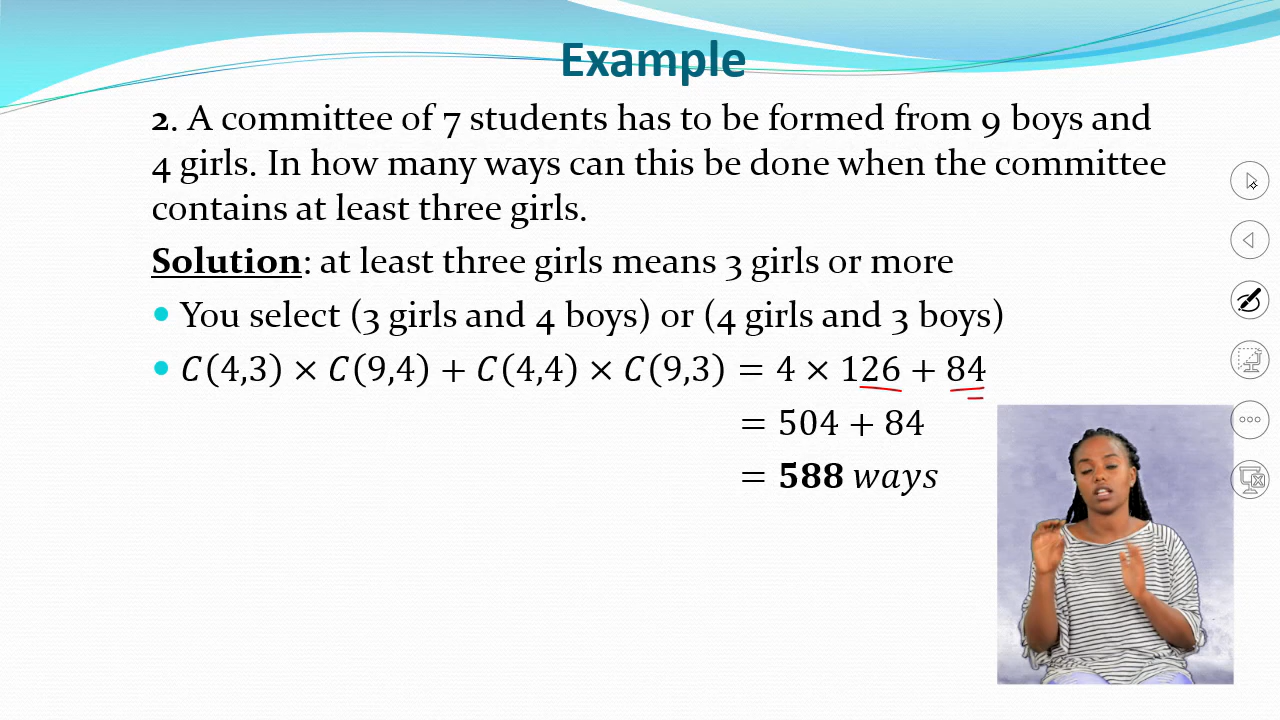 Example
2. A committee of 7 students has to be formed from 9 boys and
4 girls. In how many ways can this be done when the committee
contains at least three girls.
Solution: at least three girls means 3 girls or more
• You select (3 girls and 4 boys) or (4 girls and 3 boys)
• C(4,3) × C(9,4) + C(4,4) × C(9,3) = 4 × 126 + 84
= 504 + 84
= 588 ways